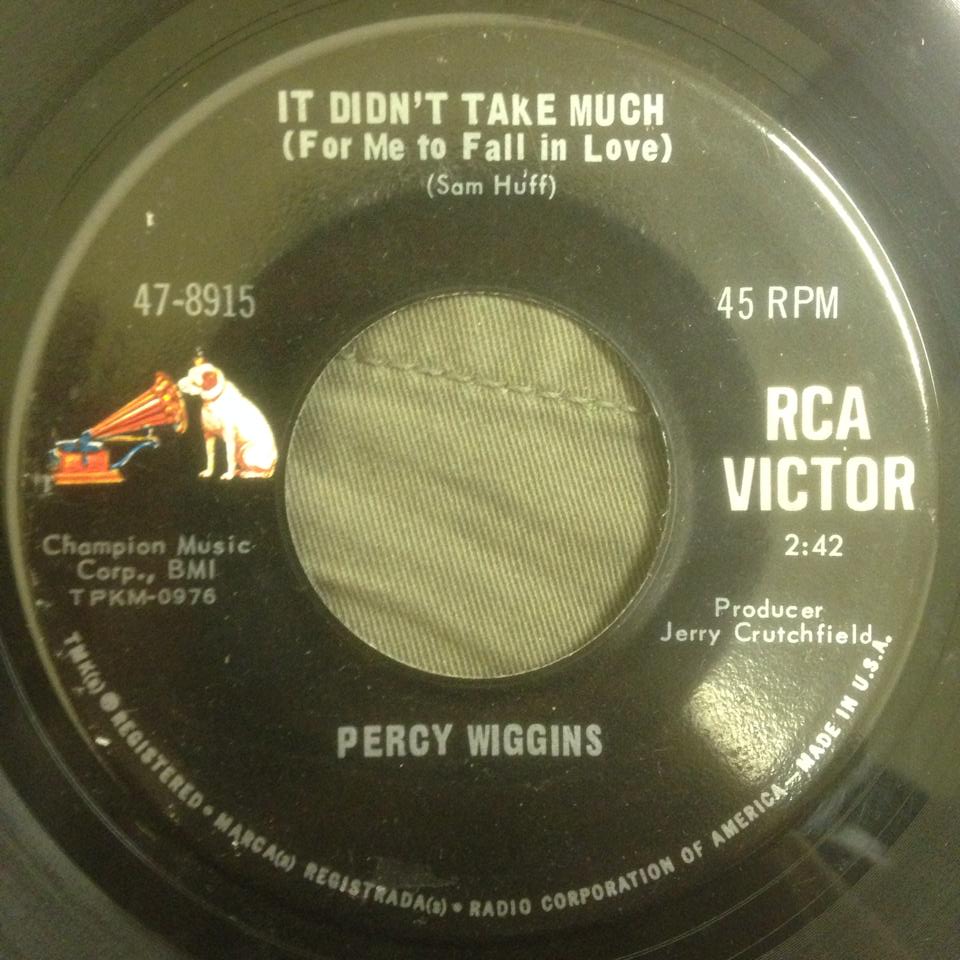 IT DIDN'T TAKE MUCH
(For Me to Fall in Love)
(Sam Huff)
47-8915
45 RPM
RCA
VICTOR
2:42
Champion Music
Corp., BMI
TPKM-0976
Producer
Jerry Crutchfield
PERCY WIGGINS
TMK(s) ® REGISTERED • MARCA(s) REGISTRADA(s) • RADIO CORPORATION OF AMERICA—MADE IN U.S.A.